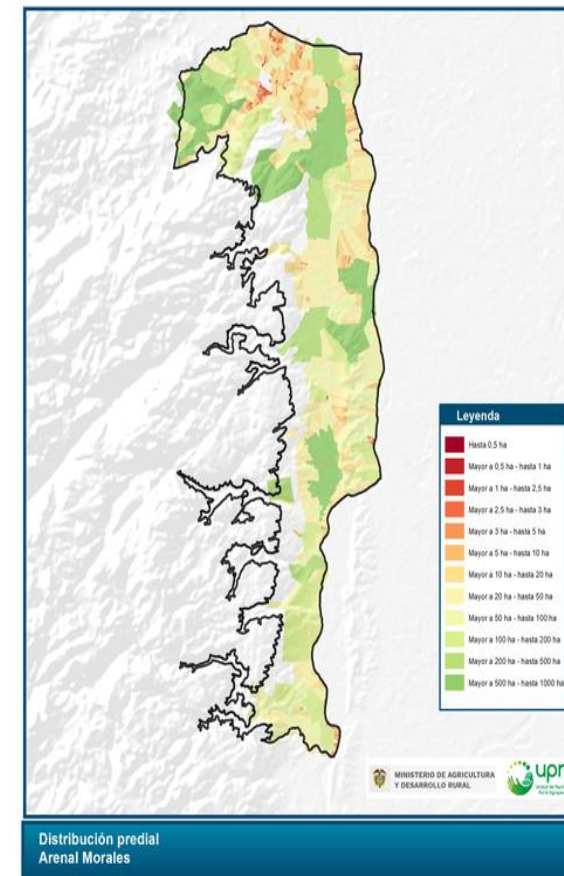 Leyenda
Hasta 0,5 ha
Mayor a 0,5 ha - hasta 1 ha
Mayor a 1 ha - hasta 2,5 ha
Mayor a 2,5 ha - hasta 3 ha
Mayor a 3 ha - hasta 5 ha
Mayor a 5 ha - hasta 10 ha
Mayor a 10 ha - hasta 20 ha
Mayor a 20 ha - hasta 50 ha
Mayor a 50 ha - hasta 100 ha
Mayor a 100 ha - hasta 200 ha
Mayor a 200 ha - hasta 500 ha
Mayor a 500 ha - hasta 1000 ha
MINISTERIO DE AGRICULTURA
Y DESARROLLO RURAL
upr
Distribución predial
Arenal Morales